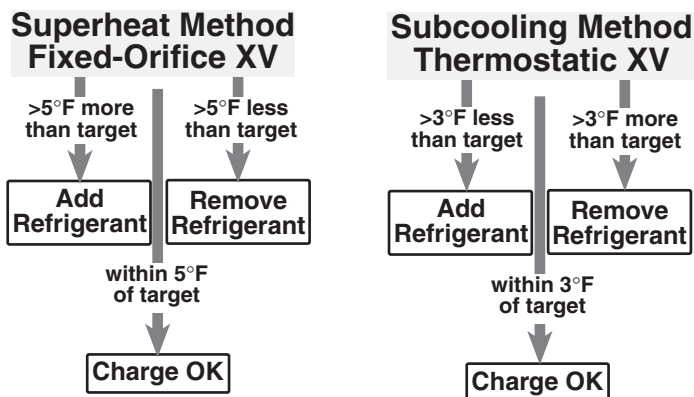 Superheat Method
Fixed-Orifice XV
>5°F more
than target
>5°F less
than target
Add
Refrigerant
Remove
Refrigerant
within 5°F
of target
Charge OK
Subcooling Method
Thermostatic XV
>3°F less
than target
>3°F more
than target
Add
Refrigerant
Remove
Refrigerant
within 3°F
of target
Charge OK